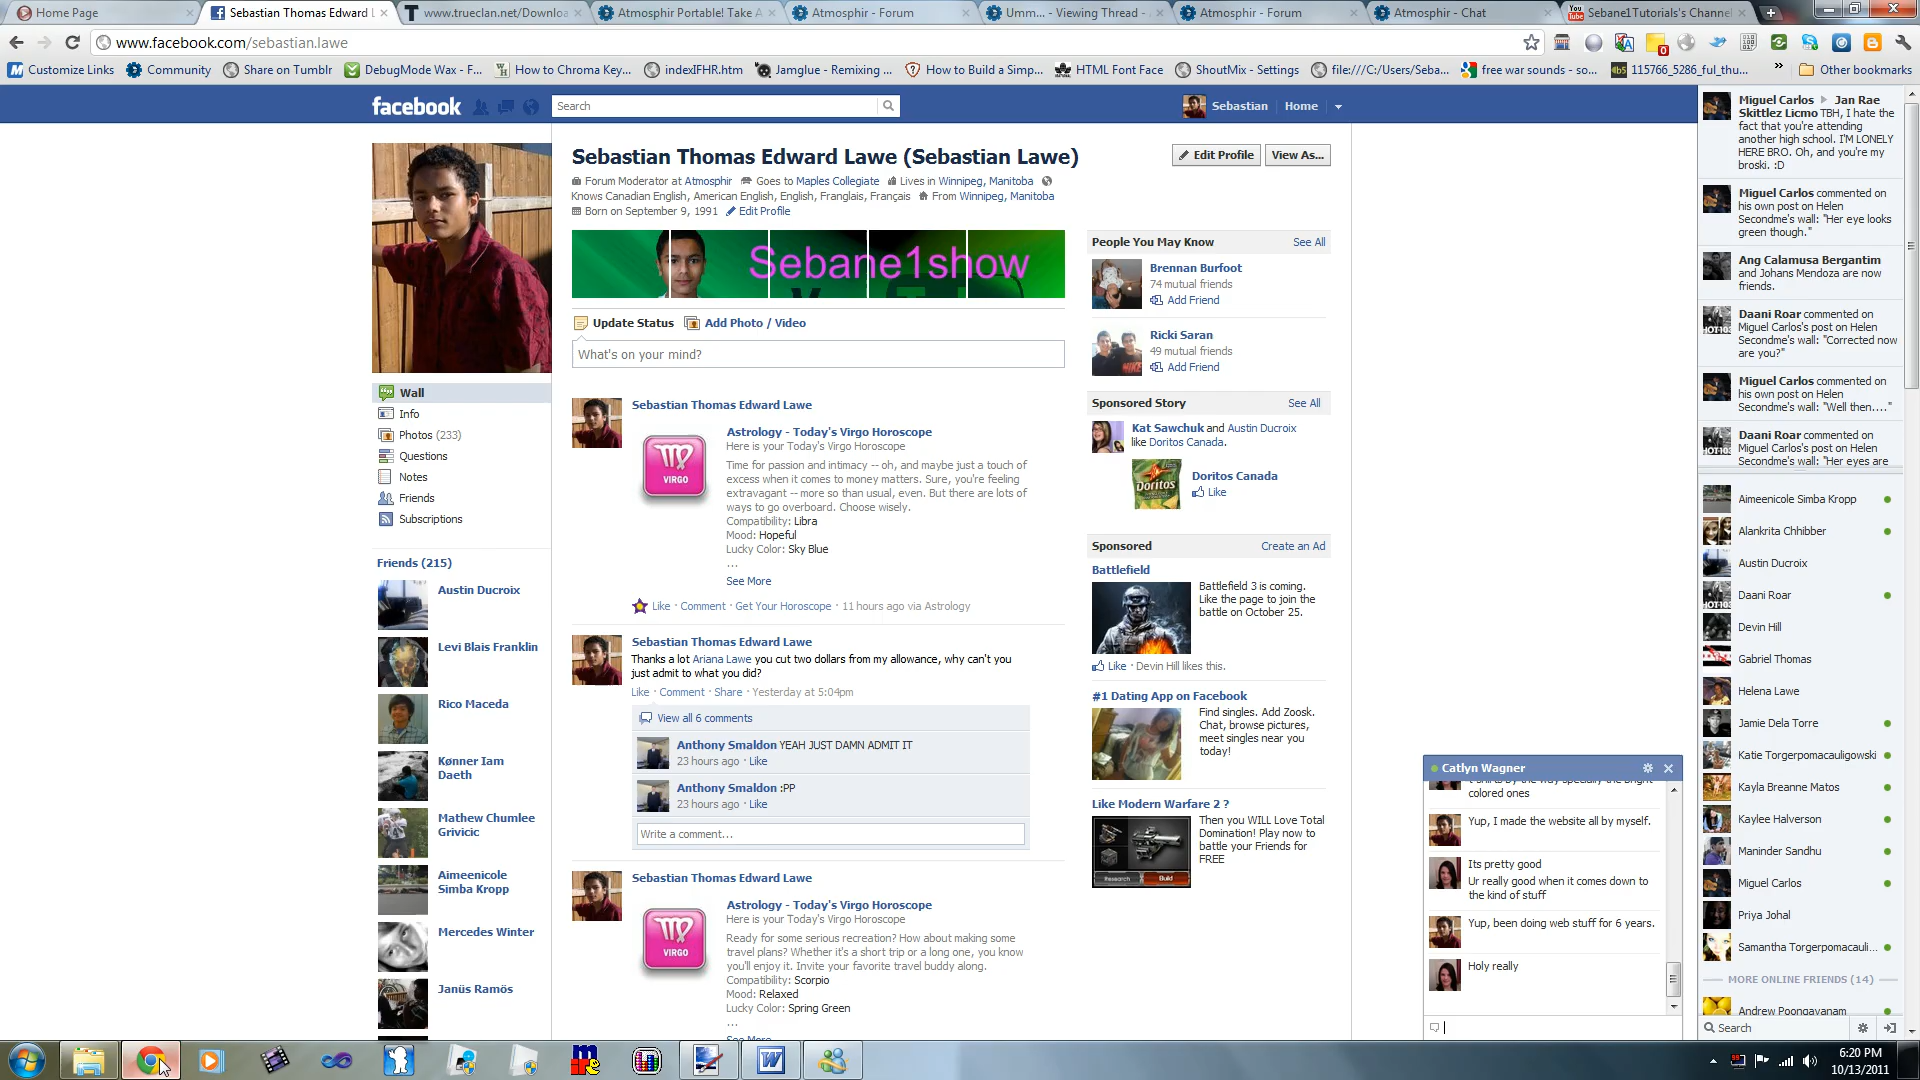 Home Page
Sebastian Thomas Edward L
www.trueclan.net/Downlo
Atmosphir Portable! Take A
Atmosphir - Forum
Umm... - Viewing Thread -
Atmosphir - Forum
Atmosphir - Chat
Sebane1Tutorials's Channe
www.facebook.com/sebastian.lawe
Customize Links
Community
Share on Tumblr
DebugMode Wax - F...
How to Chroma Key...
indexIFHR.htm
Jamglue - Remixing ...
How to Build a Simp...
HTML Font Face
ShoutMix - Settings
file:///C:/Users/Seba...
free war sounds - so...
115766_5286_ful_thu...
Other bookmarks
facebook
Search
Sebastian
Home
Sebastian Thomas Edward Lawe (Sebastian Lawe)
Edit Profile
View As...
Forum Moderator at Atmosphir Goes to Maples Collegiate Lives in Winnipeg, Manitoba
Knows Canadian English, American English, English, Franglais, Français From Winnipeg, Manitoba
Born on September 9, 1991 Edit Profile
Sebane1show
Update Status Add Photo / Video
What's on your mind?
Wall
Info
Photos (233)
Questions
Notes
Friends
Subscriptions
Friends (215)
Austin Ducroix
Levi Blais Franklin
Rico Maceda
Kønner Iam
Daeth
Mathew Chumlee
Grivicic
Aimeenicole
Simba Kropp
Mercedes Winter
Janüs Ramös
Sebastian Thomas Edward Lawe
Astrology - Today's Virgo Horoscope
Here is your Today's Virgo Horoscope
VIRGO
Time for passion and intimacy -- oh, and maybe just a touch of
excess when it comes to money matters. Sure, you're feeling
extravagant -- more so than usual, even. But there are lots of
ways to go overboard. Choose wisely.
Compatibility: Libra
Mood: Hopeful
Lucky Color: Sky Blue
...
See More
Like · Comment · Get Your Horoscope · 11 hours ago via Astrology
Sebastian Thomas Edward Lawe
Thanks a lot Ariana Lawe you cut two dollars from my allowance, why can't you
just admit to what you did?
Like · Comment · Share · Yesterday at 5:04pm
View all 6 comments
Anthony Smaldon YEAH JUST DAMN ADMIT IT
23 hours ago · Like
Anthony Smaldon :PP
23 hours ago · Like
Write a comment...
Sebastian Thomas Edward Lawe
Astrology - Today's Virgo Horoscope
Here is your Today's Virgo Horoscope
VIRGO
Ready for some serious recreation? How about making some
travel plans? Whether it's a short trip or a long one, you know
you'll enjoy it. Invite your favorite travel buddy along.
Compatibility: Scorpio
Mood: Relaxed
Lucky Color: Spring Green
...
See More
People You May Know
See All
Brennan Burfoot
74 mutual friends
Add Friend
Ricki Saran
49 mutual friends
Add Friend
Sponsored Story
See All
Kat Sawchuk and Austin Ducroix
like Doritos Canada.
Doritos
Doritos Canada
Like
Sponsored
Create an Ad
Battlefield
Battlefield 3 is coming.
Like the page to join the
battle on October 25.
Like · Devin Hill likes this.
#1 Dating App on Facebook
Find singles. Add Zoosk.
Chat, browse pictures,
meet singles near you
today!
Like Modern Warfare 2 ?
Then you WILL Love Total
Domination! Play now to
battle your Friends for
FREE
Research
Build
Catlyn Wagner
colored ones
Yup, I made the website all by myself.
Its pretty good
Ur really good when it comes down to
the kind of stuff
Yup, been doing web stuff for 6 years.
Holy really
Miguel Carlos Jan Rae
Skittlez Licmo TBH, I hate the
fact that you're attending
another high school. I'M LONELY
HERE BRO. Oh, and you're my
broski. :D
Miguel Carlos commented on
his own post on Helen
Secondme's wall: "Her eye looks
green though."
Ang Calamusa Bergantim
and Johans Mendoza are now
friends.
Daani Roar commented on
Miguel Carlos's post on Helen
Secondme's wall: "Corrected now
are you?"
Miguel Carlos commented on
his own post on Helen
Secondme's wall: "Well then...."
Daani Roar commented on
Miguel Carlos's post on Helen
Secondme's wall: "Her eyes are
Aimeenicole Simba Kropp
Alankrita Chhibber
Austin Ducroix
Daani Roar
Devin Hill
Gabriel Thomas
Helena Lawe
Jamie Dela Torre
Katie Torgerpomacauligowski
Kayla Breanne Matos
Kaylee Halverson
Maninder Sandhu
Miguel Carlos
Priya Johal
Samantha Torgerpomacauli...
MORE ONLINE FRIENDS (14)
Andrew Poongavanam
Search
6:20 PM
10/13/2011